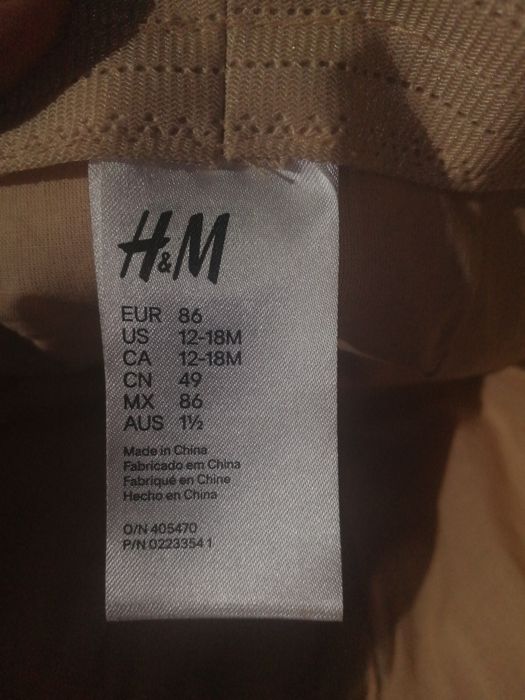 H&M
EUR 86
US 12-18M
CA 12-18M
CN 49
MX 86
AUS 1½
Made in China
Fabricado em China
Fabriqué en Chine
Hecho en China
O/N 405470
P/N 02233541